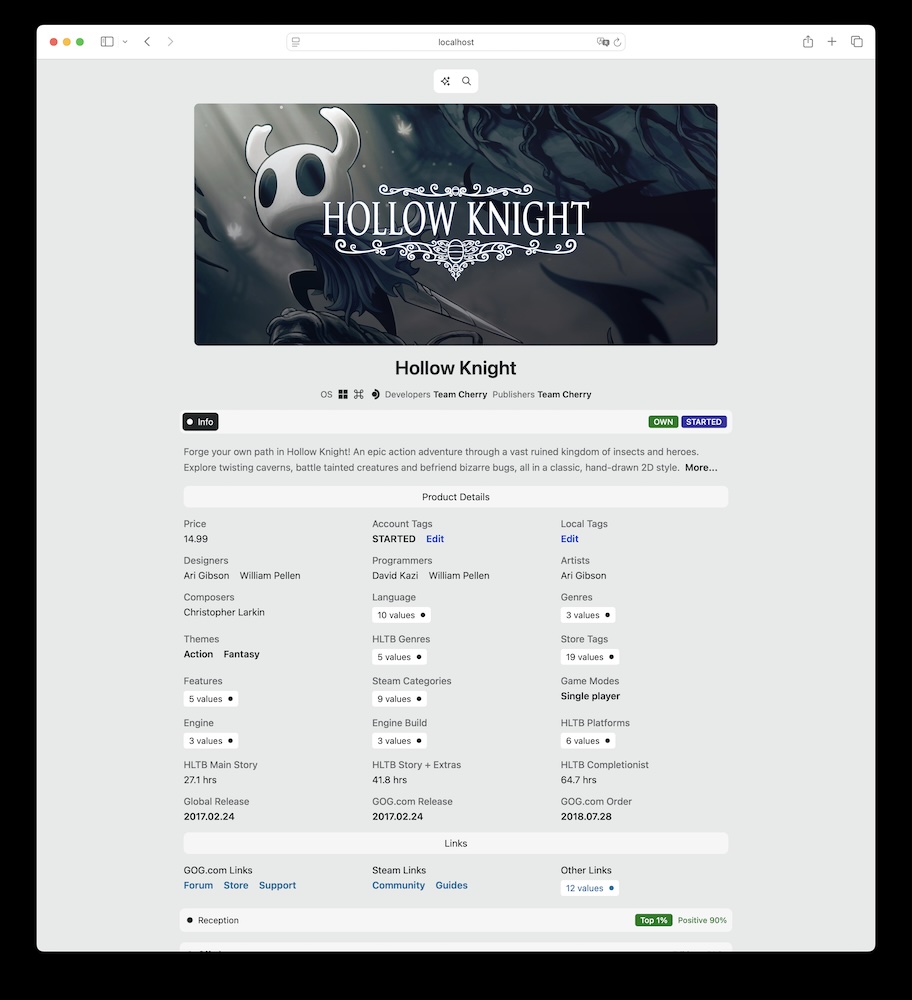 localhost
HOLLOW KNIGHT
Hollow Knight
OS Developers Team Cherry Publishers Team Cherry
Info OWN STARTED
Forge your own path in Hollow Knight! An epic action adventure through a vast ruined kingdom of insects and heroes.
Explore twisting caverns, battle tainted creatures and befriend bizarre bugs, all in a classic, hand-drawn 2D style. More...
Product Details
Price Account Tags Local Tags
14.99 STARTED Edit Edit
Designers Programmers Artists
Ari Gibson William Pellen David Kazi William Pellen Ari Gibson
Composers Language Genres
Christopher Larkin 10 values 3 values
Themes HLTB Genres Store Tags
Action Fantasy 5 values 19 values
Features Steam Categories Game Modes
5 values 9 values Single player
Engine Engine Build HLTB Platforms
3 values 3 values 6 values
HLTB Main Story HLTB Story + Extras HLTB Completionist
27.1 hrs 41.8 hrs 64.7 hrs
Global Release GOG.com Release GOG.com Order
2017.02.24 2017.02.24 2018.07.28
Links
GOG.com Links Steam Links Other Links
Forum Store Support Community Guides 12 values
Reception Top 1% Positive 90%